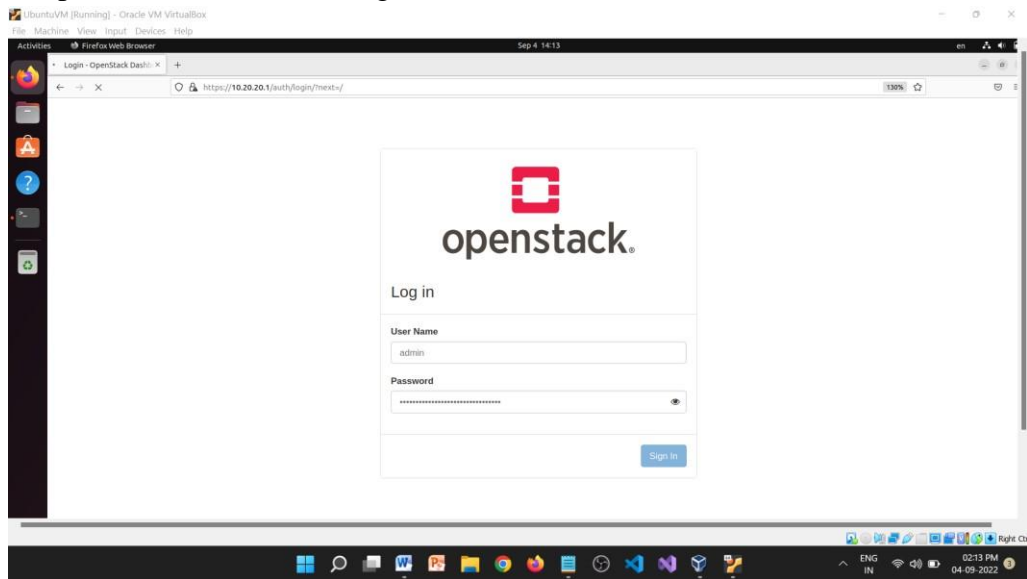 UbuntuVM [Running] - Oracle VM VirtualBox
File Machine View Input Devices Help
Activities Firefox Web Browser Sep 4 14:13 en
Login - OpenStack Dashb × +
https://10.20.20.1/auth/login/?next=/ 130%
openstack.
Log in
User Name
admin
Password
Sign In
Right Ct
ENG 02:13 PM
IN 04-09-2022